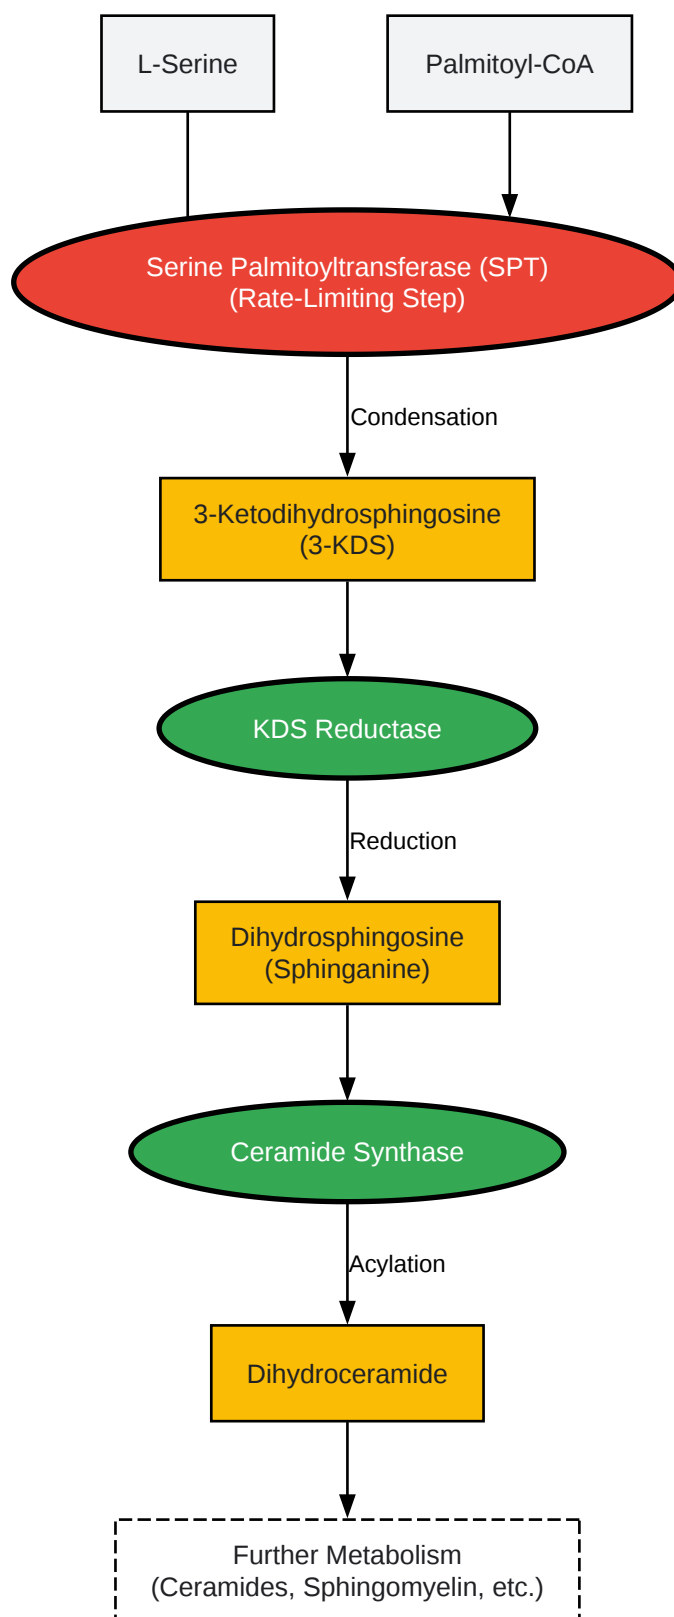 L-Serine
Palmitoyl-CoA
Serine Palmitoyltransferase (SPT)
(Rate-Limiting Step)
Condensation
3-Ketodihydrosphingosine
(3-KDS)
KDS Reductase
Reduction
Dihydrosphingosine
(Sphinganine)
Ceramide Synthase
Acylation
Dihydroceramide
Further Metabolism
(Ceramides, Sphingomyelin, etc.)